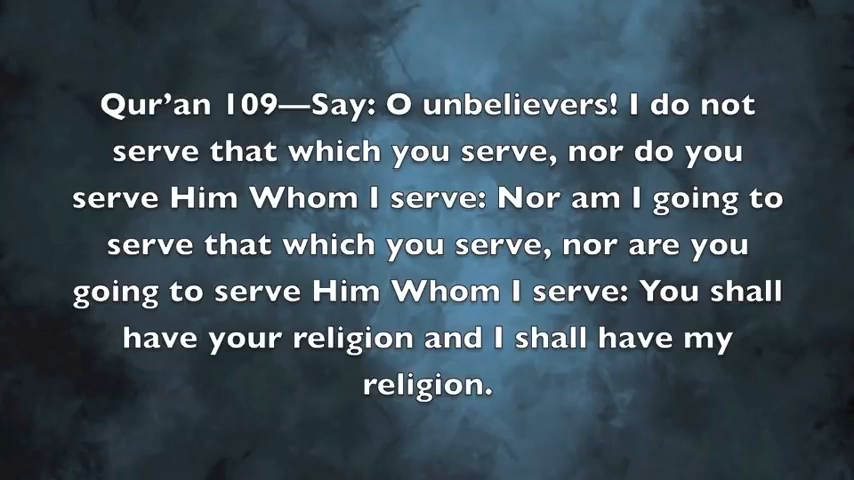 Qur’an 109—Say: O unbelievers! I do not
serve that which you serve, nor do you
serve Him Whom I serve: Nor am I going to
serve that which you serve, nor are you
going to serve Him Whom I serve: You shall
have your religion and I shall have my
religion.